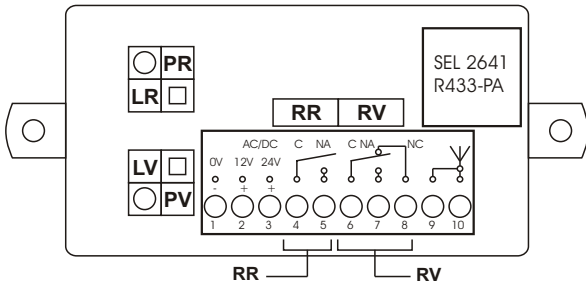 PR
LR
SEL 2641
R433-PA
RR RV
AC/DC C NA C NA NC
LV
0V 12V 24V
PV
- + +
1 2 3 4 5 6 7 8 9 10
RR RV